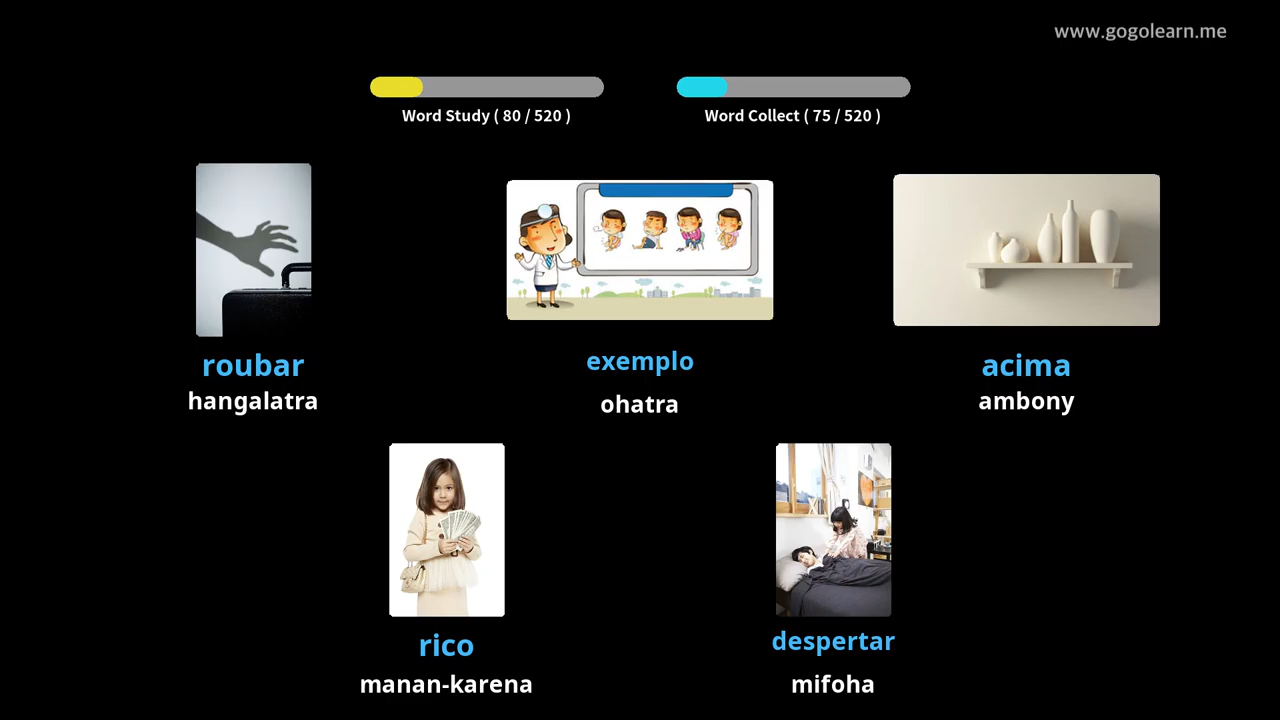 www.gogolearn.me
Word Study ( 80 / 520 )
Word Collect ( 75 / 520 )
roubar
hangalatra
exemplo
ohatra
acima
ambony
rico
manan-karena
despertar
mifoha